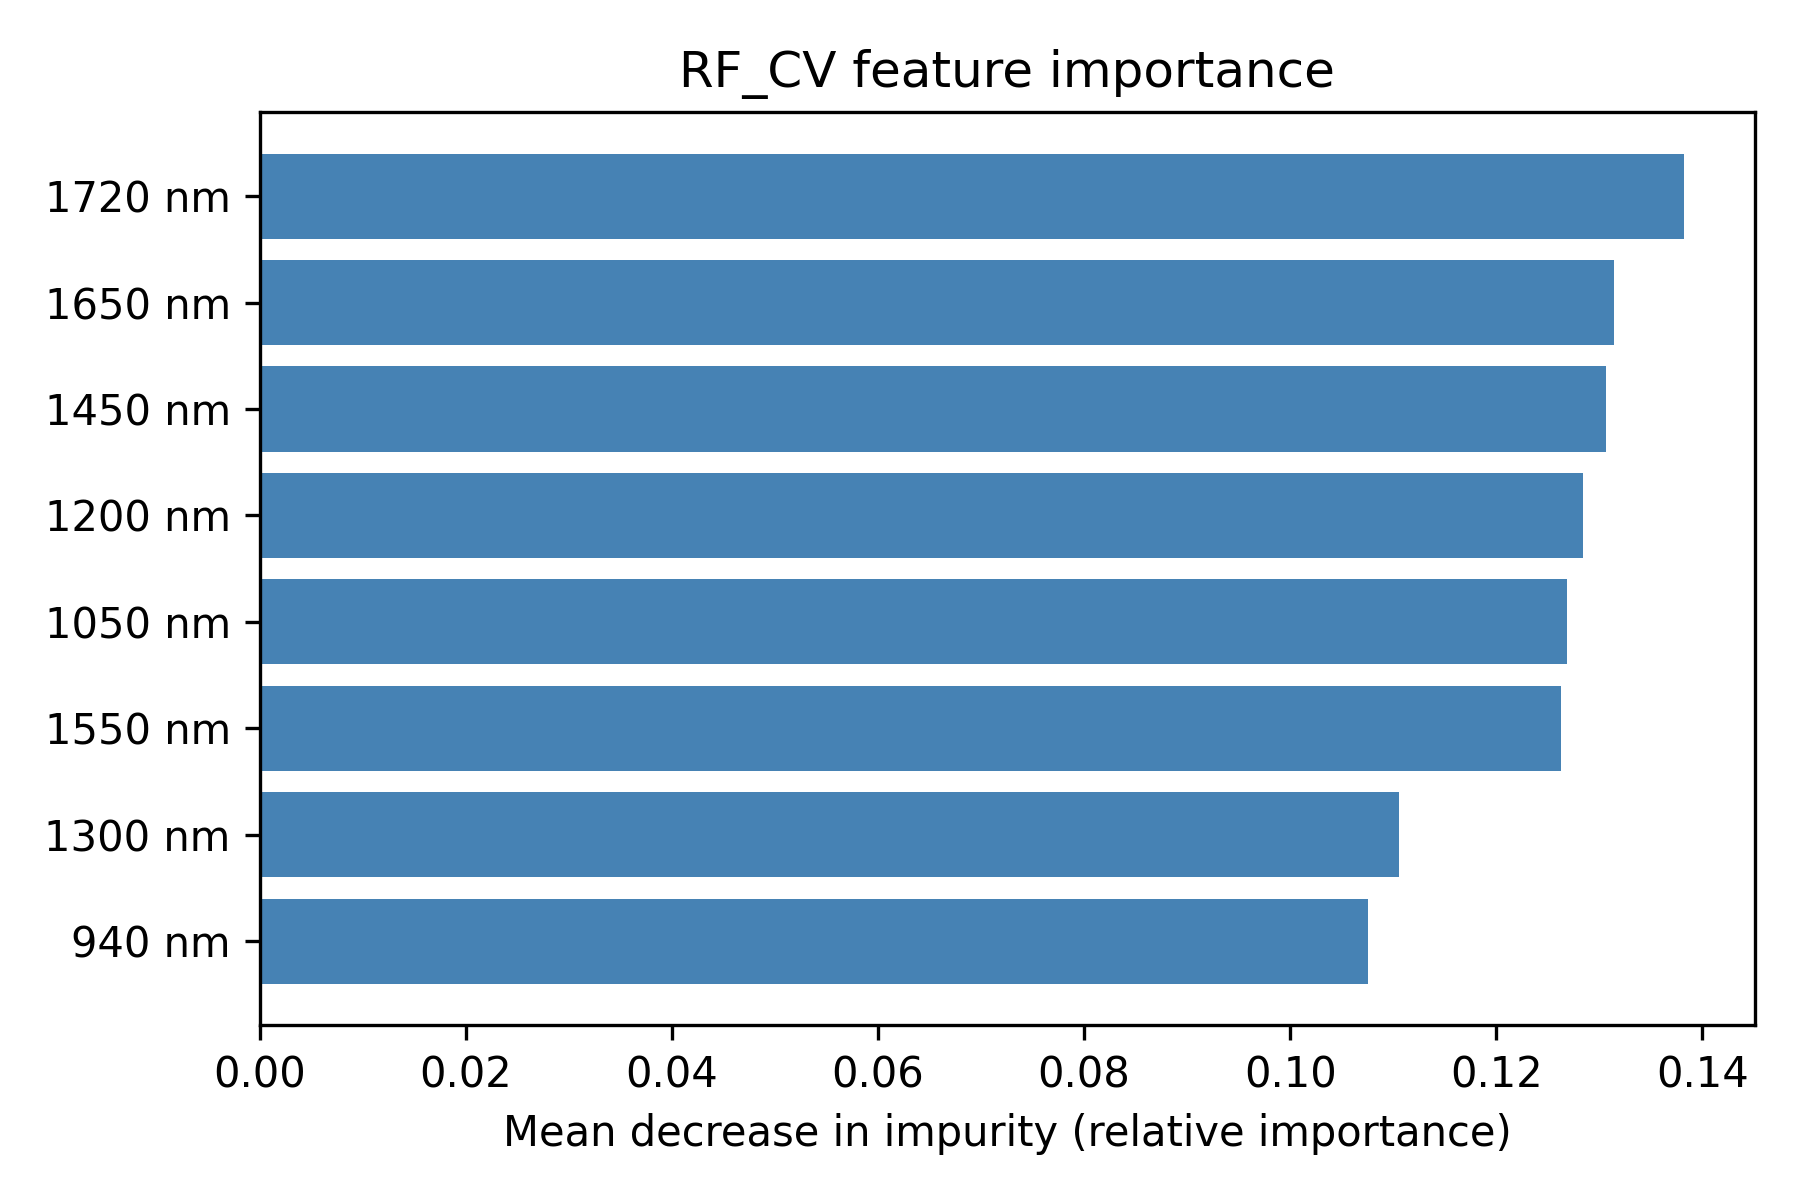 RF_CV feature importance
1720 nm
1650 nm
1450 nm
1200 nm
1050 nm
1550 nm
1300 nm
940 nm
0.00 0.02 0.04 0.06 0.08 0.10 0.12 0.14
Mean decrease in impurity (relative importance)